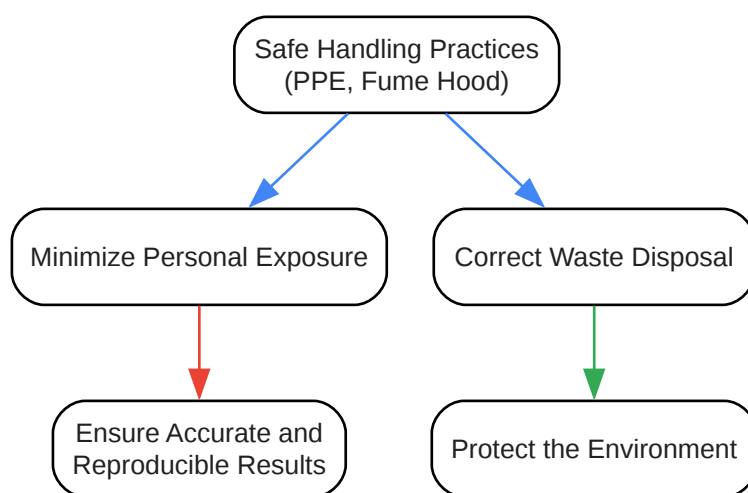 Safe Handling Practices
(PPE, Fume Hood)
Minimize Personal Exposure
Correct Waste Disposal
Ensure Accurate and
Reproducible Results
Protect the Environment